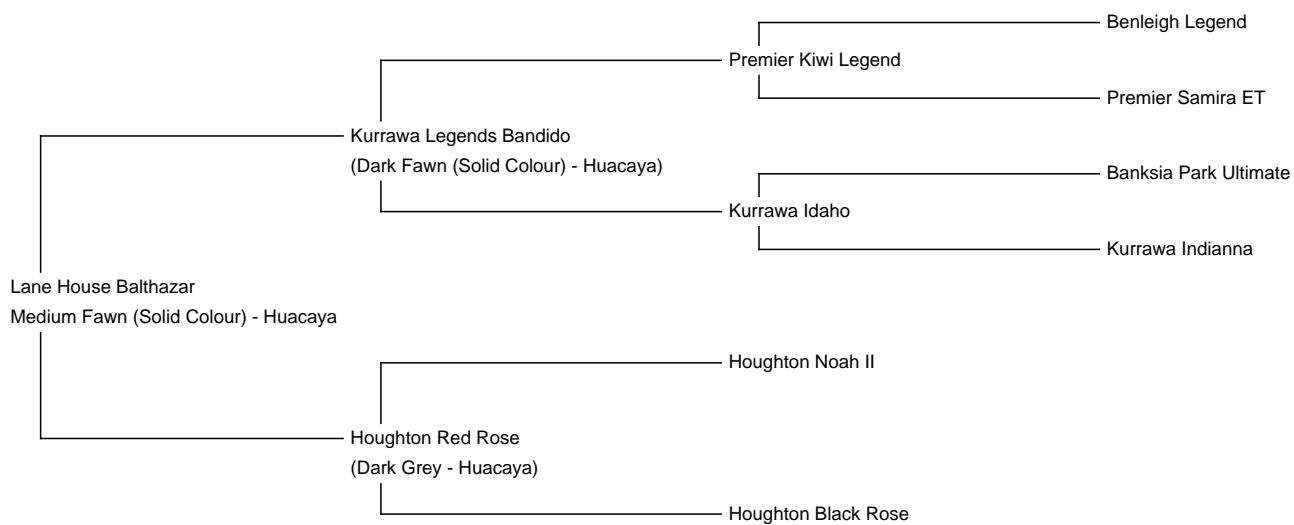 Benleigh Legend
Premier Kiwi Legend
Premier Samira ET
Kurrawa Legends Bandido
(Dark Fawn (Solid Colour) - Huacaya)
Banksia Park Ultimate
Kurrawa Idaho
Kurrawa Indianna
Lane House Balthazar
Medium Fawn (Solid Colour) - Huacaya
Houghton Noah II
Houghton Red Rose
(Dark Grey - Huacaya)
Houghton Black Rose